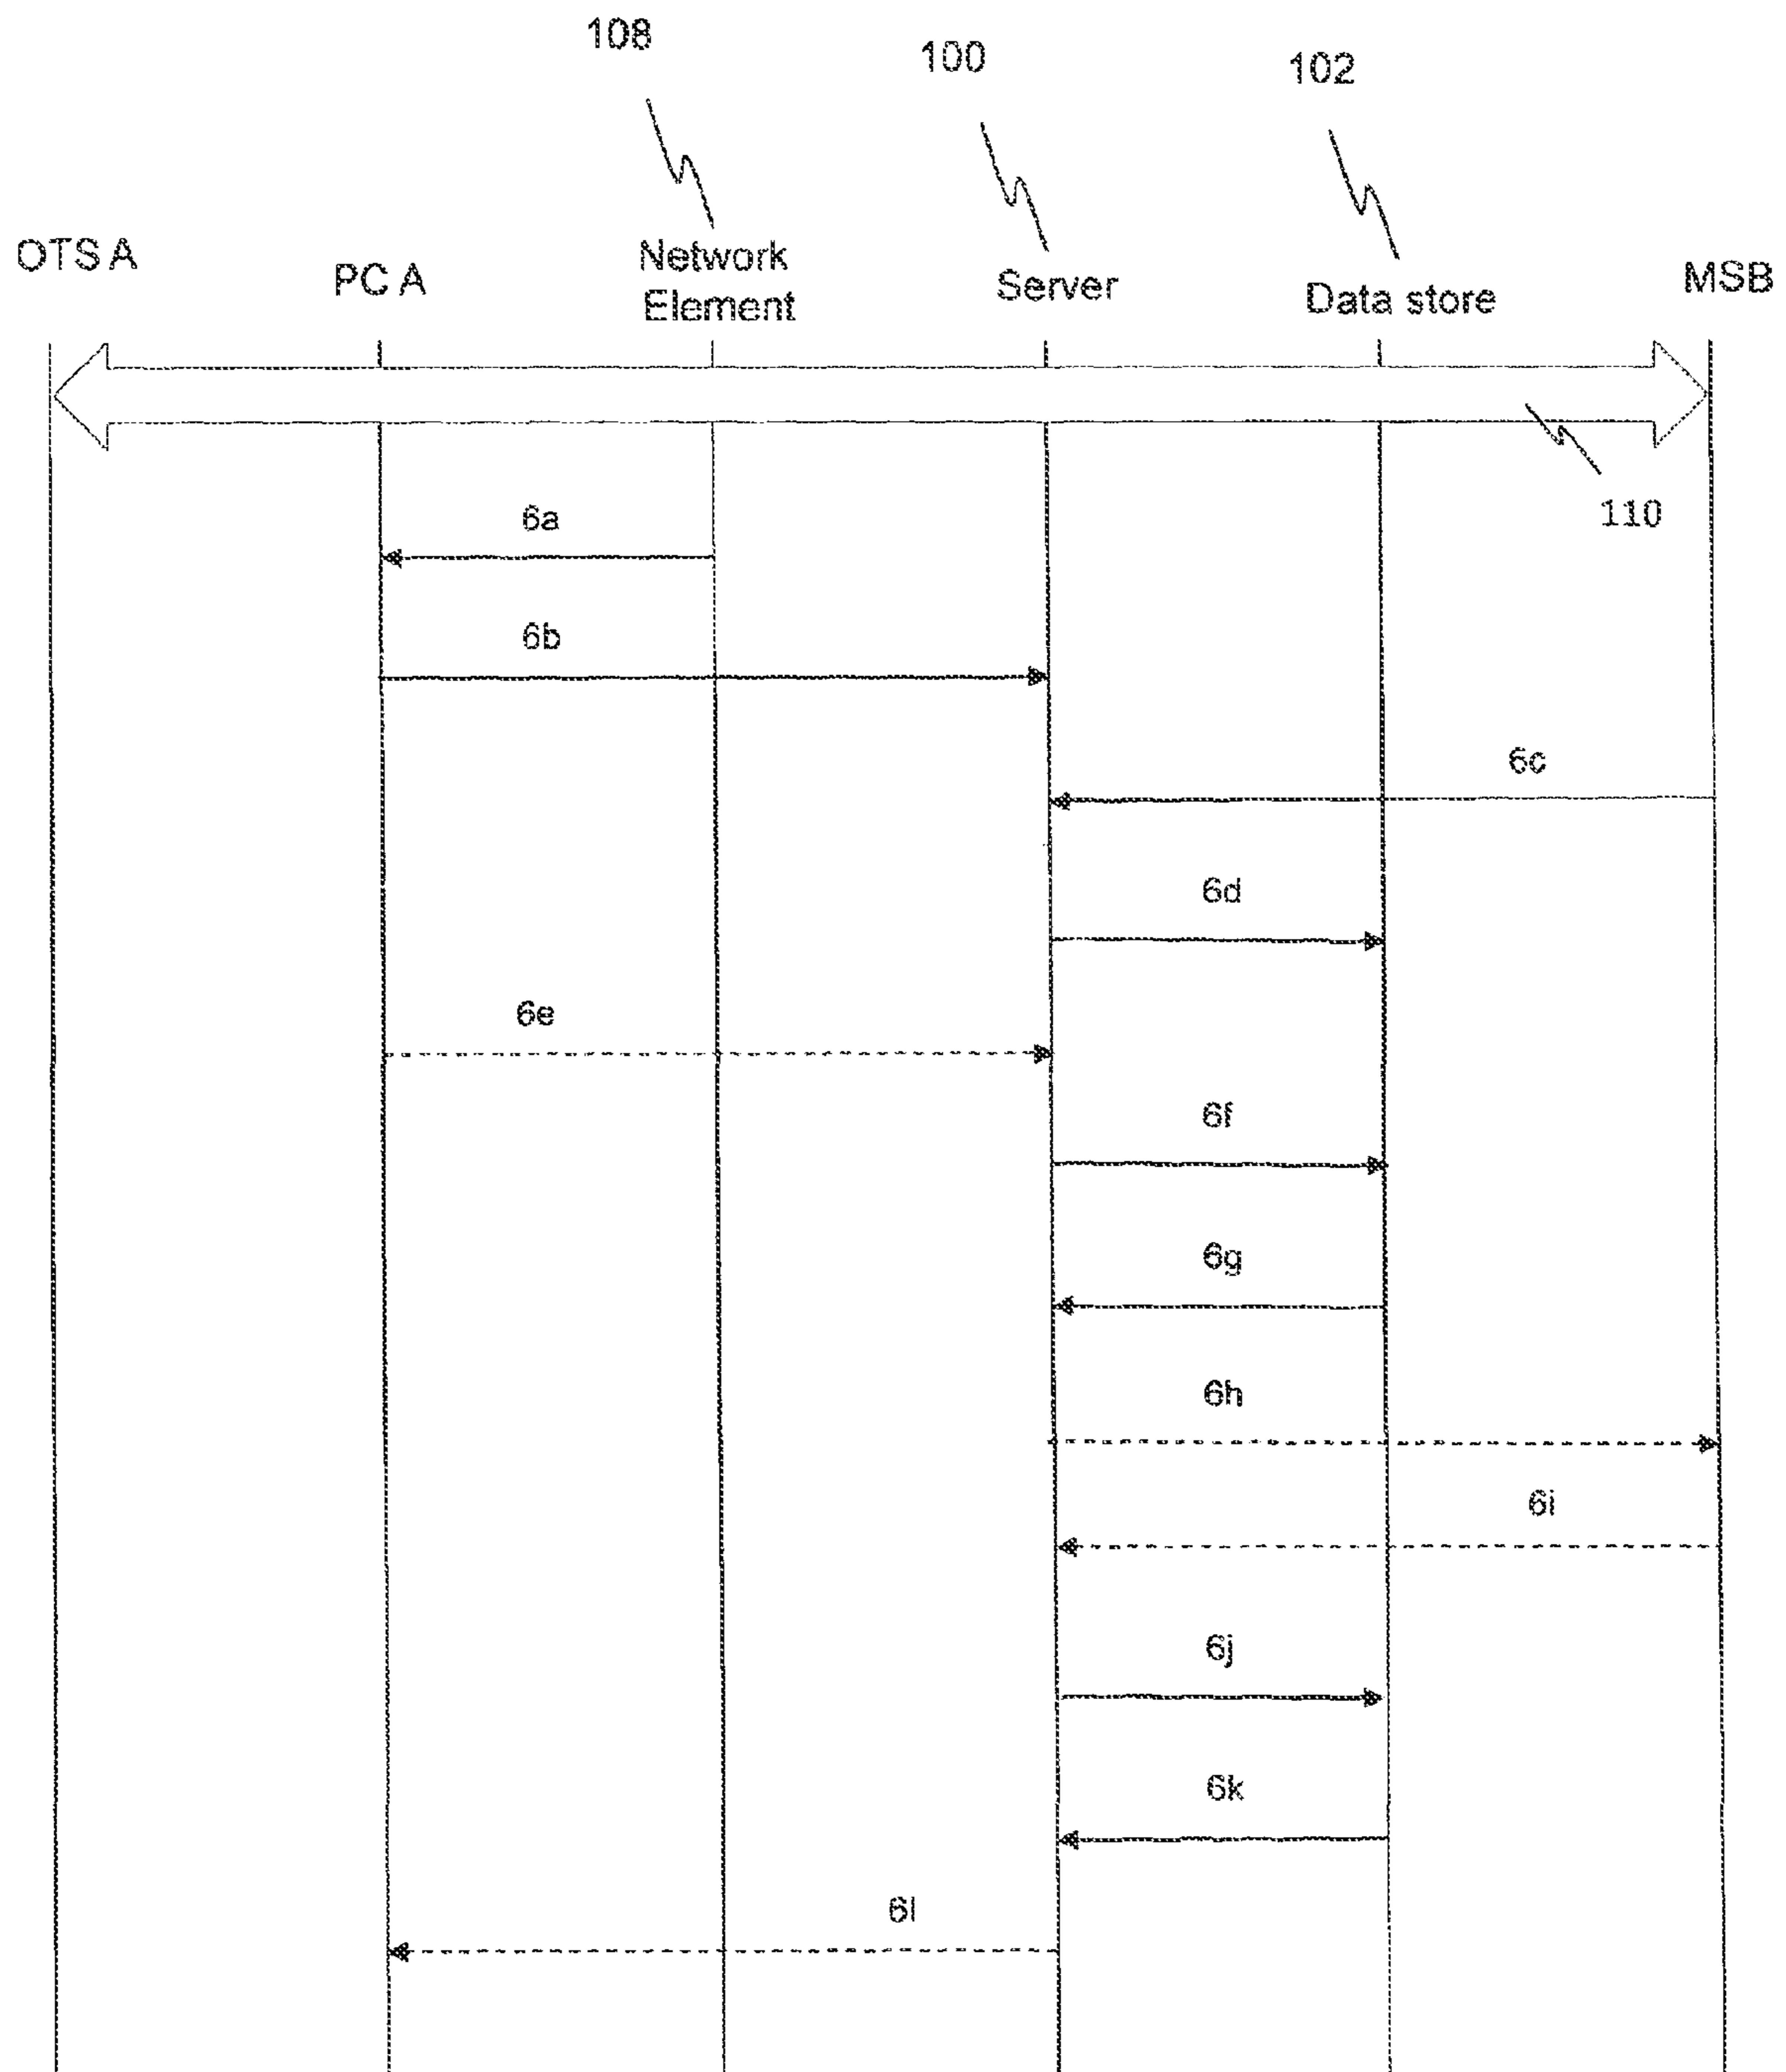 108
100
102
OTS A
PC A
Network
Element
Server
Data store
MSB
110
6a
6b
6c
6d
6e
6f
6g
6h
6i
6j
6k
6l